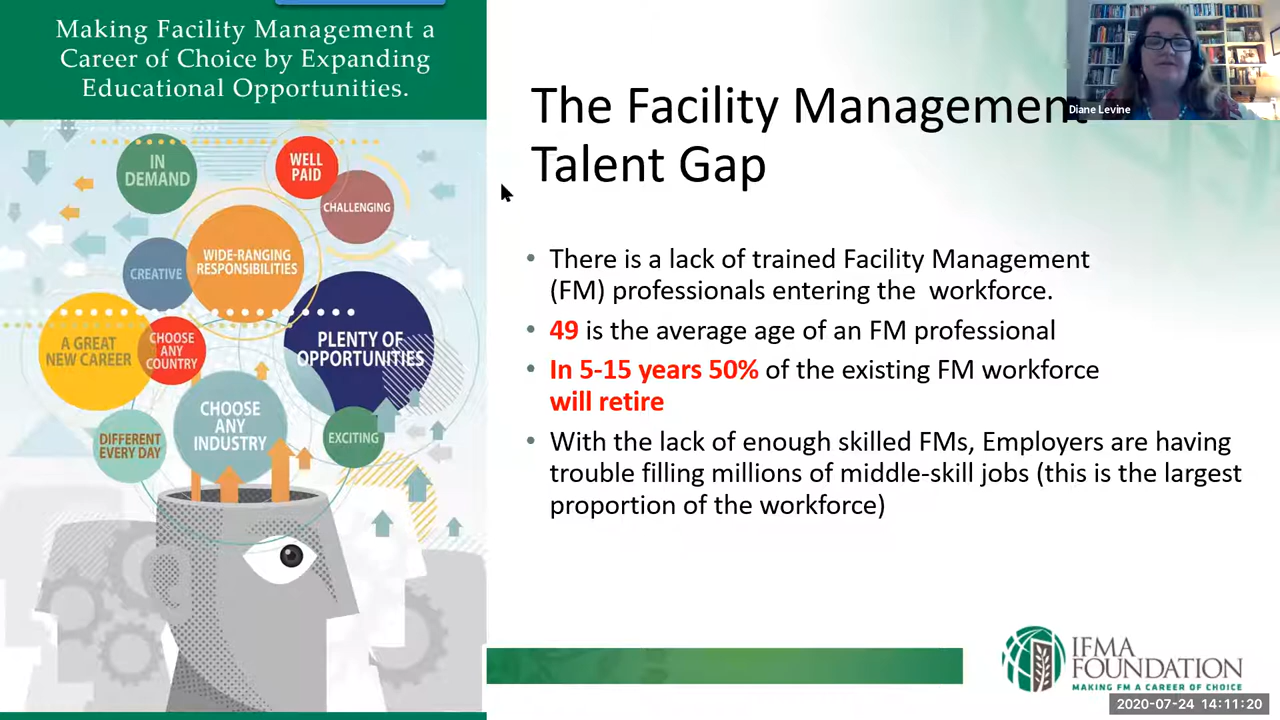 Making Facility Management a
Career of Choice by Expanding
Educational Opportunities.
IN
DEMAND
WELL
PAID
CHALLENGING
WIDE-RANGING
RESPONSIBILITIES
CREATIVE
PLENTY OF
OPPORTUNITIES
A GREAT
NEW CAREER
CHOOSE
ANY
COUNTRY
CHOOSE
ANY
INDUSTRY
DIFFERENT
EVERY DAY
EXCITING
The Facility Management
Talent Gap
Diane Levine
• There is a lack of trained Facility Management
(FM) professionals entering the workforce.
• 49 is the average age of an FM professional
• In 5-15 years 50% of the existing FM workforce
will retire
• With the lack of enough skilled FMs, Employers are having
trouble filling millions of middle-skill jobs (this is the largest
proportion of the workforce)
IFMA
FOUNDATION
MAKING FM A CAREER OF CHOICE
2020-07-24 14:11:20